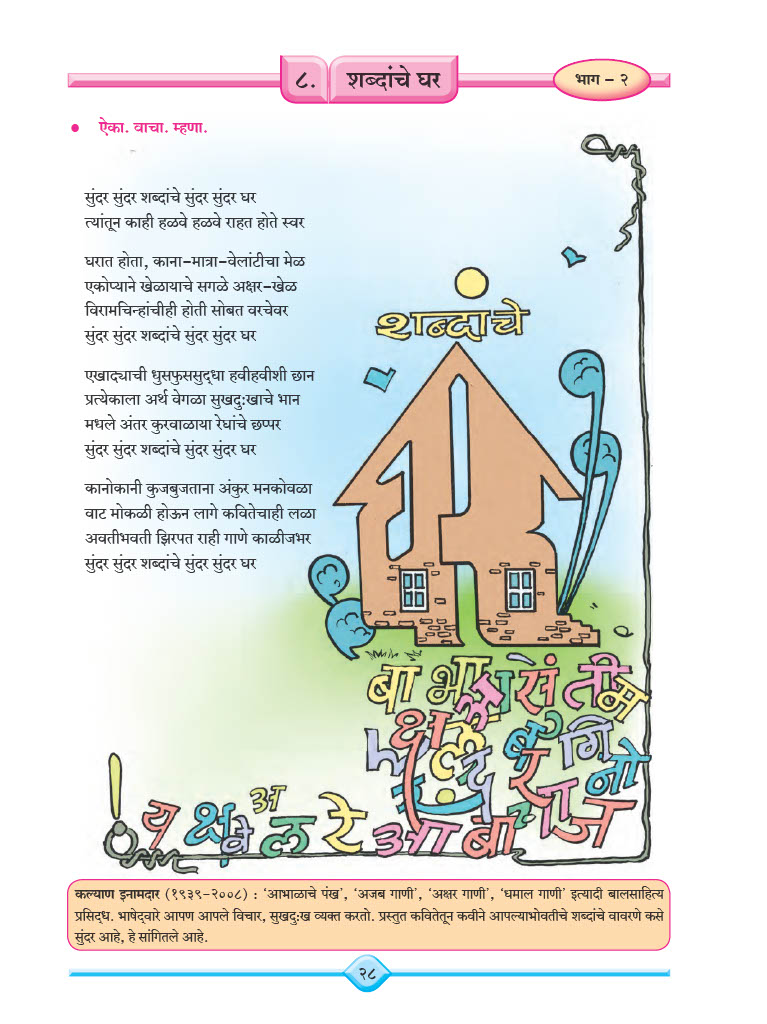 ८. शब्दांचे घर
भाग – २
• ऐका. वाचा. म्हणा.
सुंदर सुंदर शब्दांचे सुंदर सुंदर घर
त्यांतून काही हळवे हळवे राहत होते स्वर
घरात होता, काना–मात्रा–वेलांटीचा मेळ
एकोप्याने खेळायाचे सगळे अक्षर–खेळ
विरामचिन्हांचीही होती सोबत वरचेवर
सुंदर सुंदर शब्दांचे सुंदर सुंदर घर
एखाद्याची धुसफुससुद्धा हवीहवीशी छान
प्रत्येकाला अर्थ वेगळा सुखदुःखाचे भान
मधले अंतर कुरवाळाया रेघांचे छप्पर
सुंदर सुंदर शब्दांचे सुंदर सुंदर घर
कानोकानी कुजबुजताना अंकुर मनकोवळा
वाट मोकळी होऊन लागे कवितेचाही लळा
अवतीभवती झिरपत राही गाणे काळीजभर
सुंदर सुंदर शब्दांचे सुंदर सुंदर घर
शब्दांचे
घर
बा भा सें ती म
क्ष गि नो
य क्ष वे अ ल रे आ बा ज
कल्याण इनामदार (१९३९-२००८) : ‘आभाळाचे पंख’, ‘अजब गाणी’, ‘अक्षर गाणी’, ‘धमाल गाणी’ इत्यादी बालसाहित्य
प्रसिद्ध. भाषेद्वारे आपण आपले विचार, सुखदुःख व्यक्त करतो. प्रस्तुत कवितेतून कवीने आपल्याभोवतीचे शब्दांचे वावरणे कसे
सुंदर आहे, हे सांगितले आहे.
२८